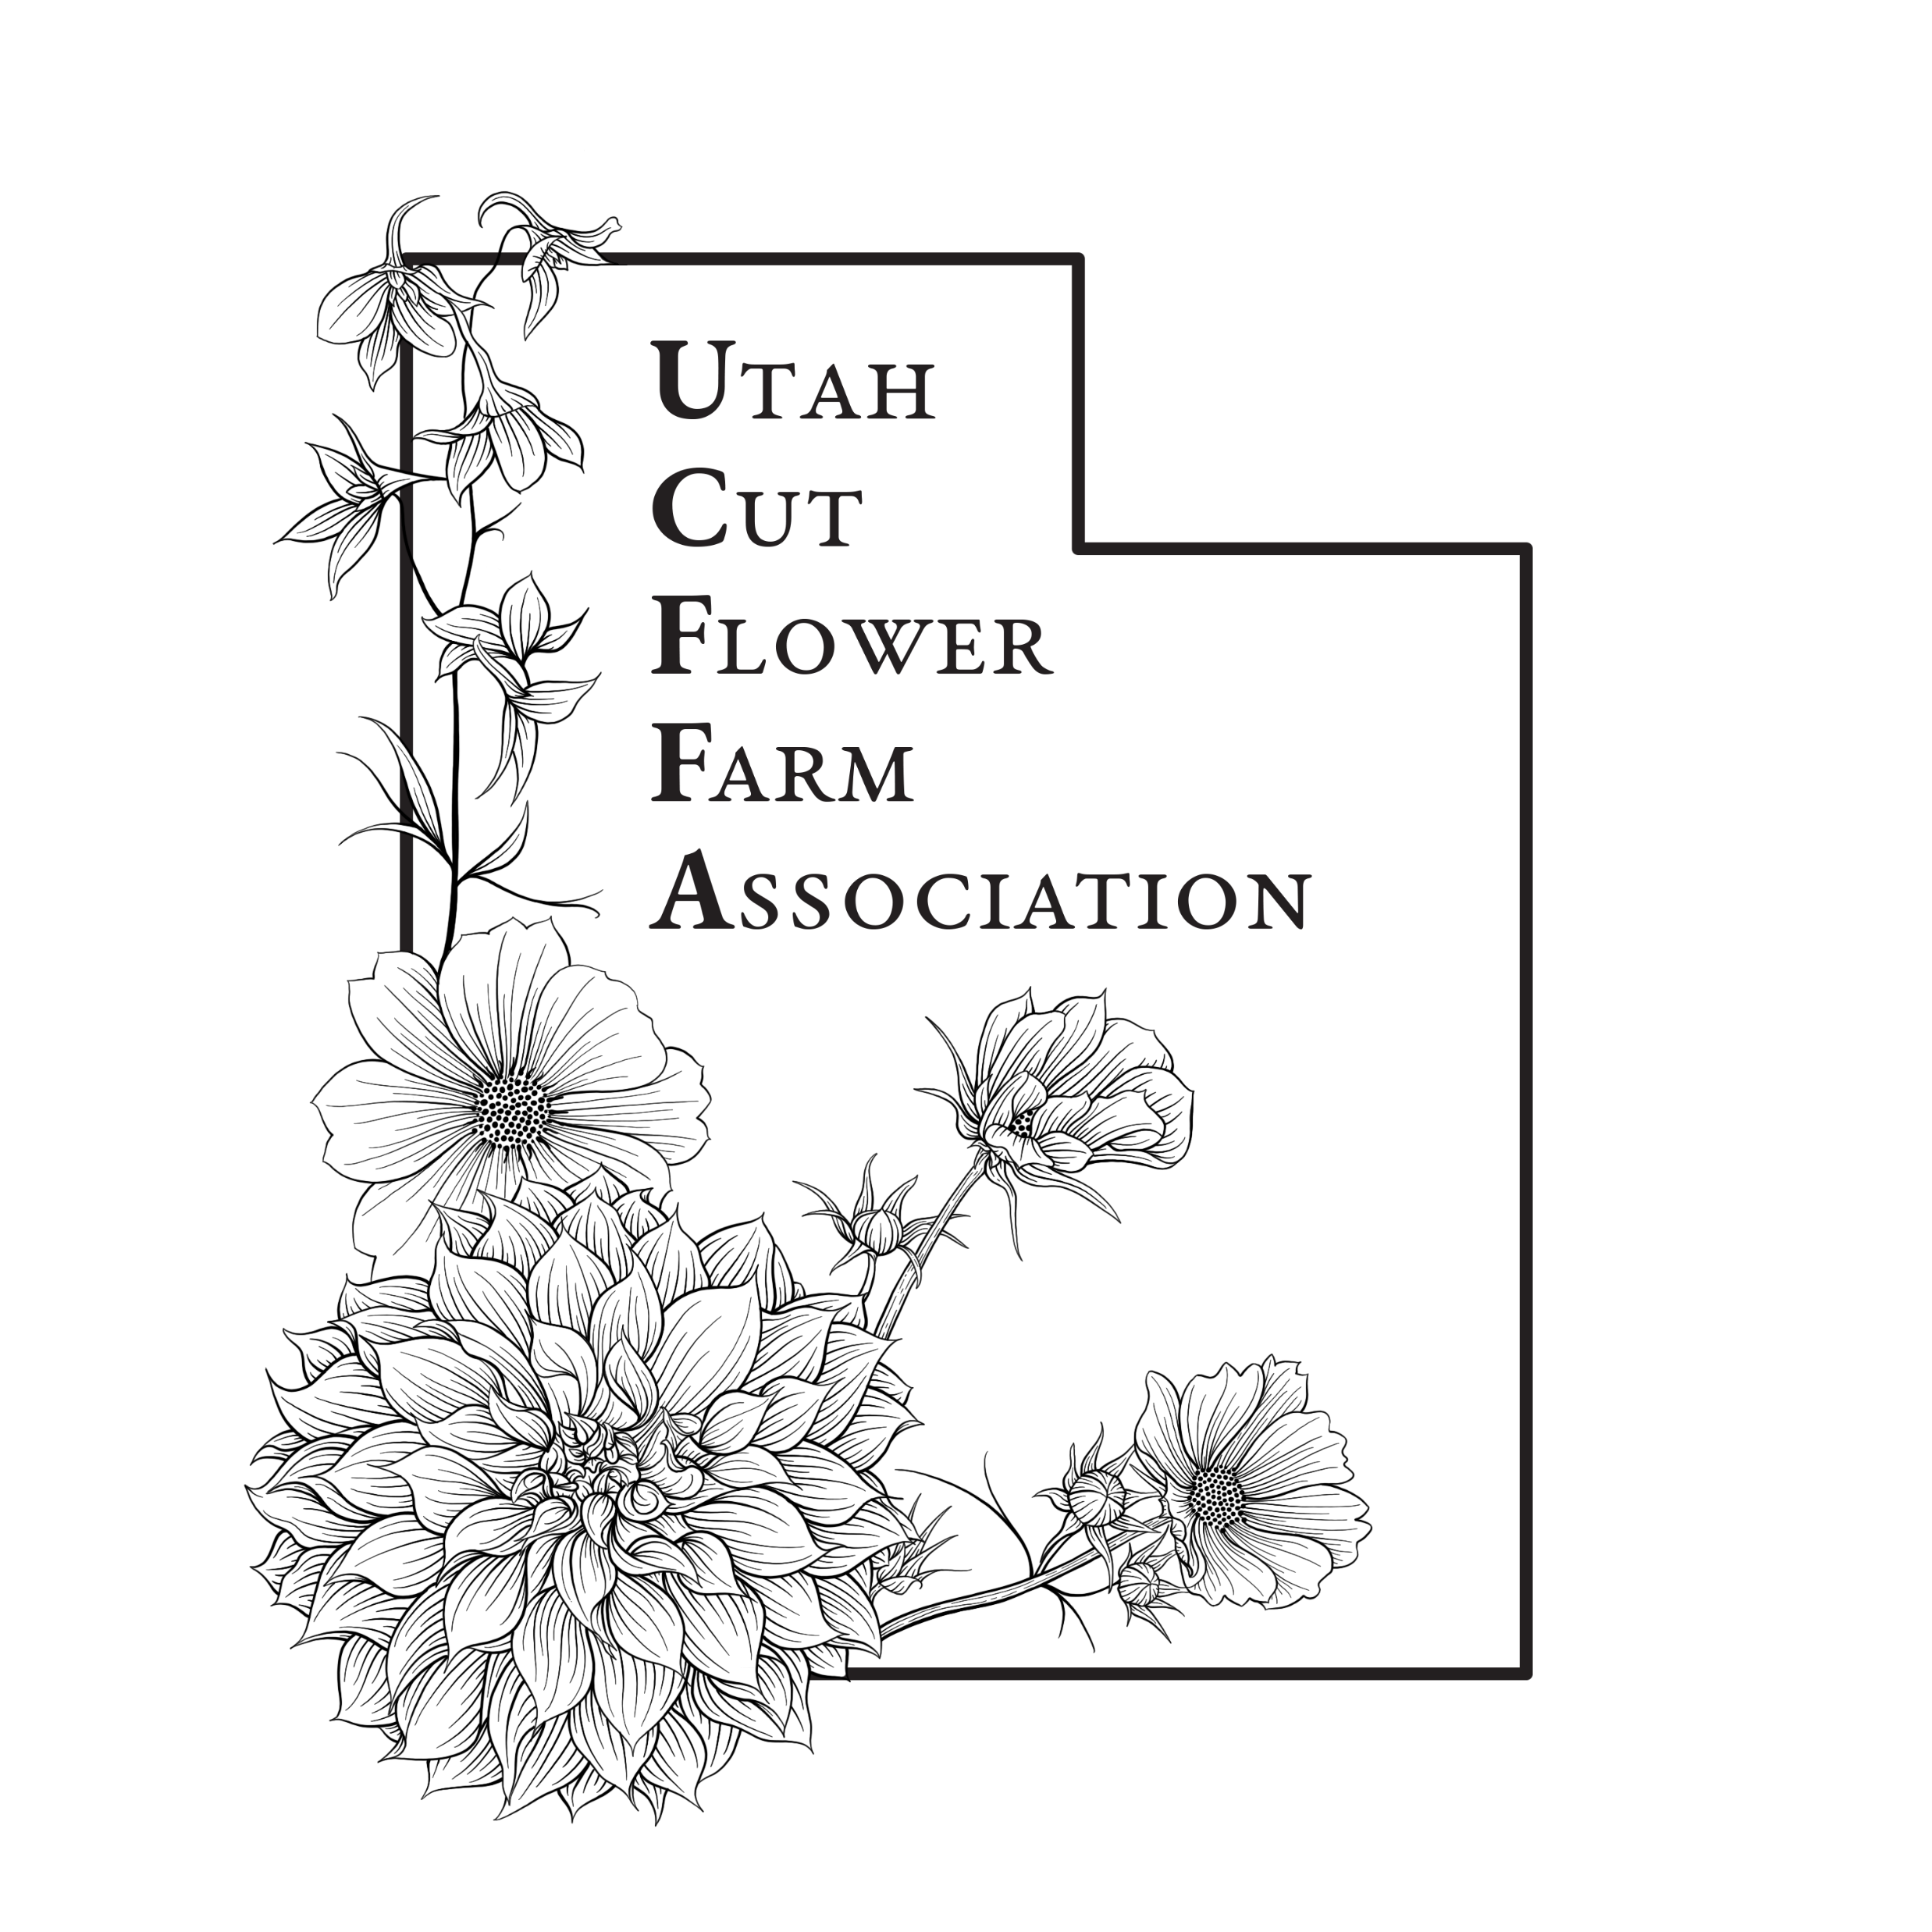 Utah
Cut
Flower
Farm
Association